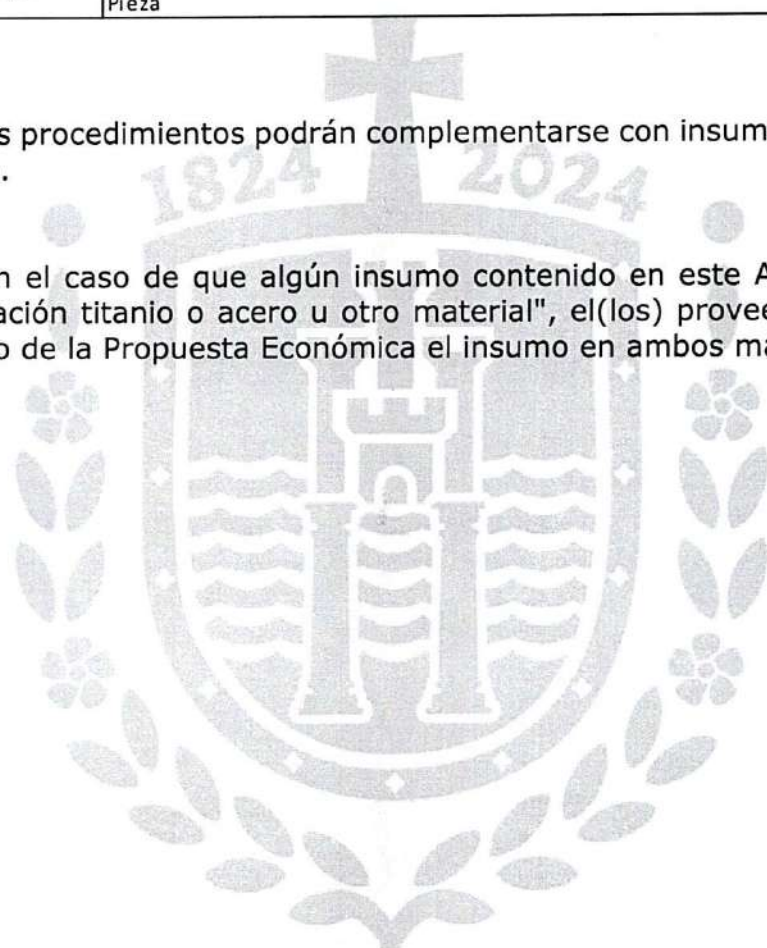 Pieza
s procedimientos podrán complementarse con insum
.
1824 2024
n el caso de que algún insumo contenido en este A
ación titanio o acero u otro material", el(los) provee
o de la Propuesta Económica el insumo en ambos ma